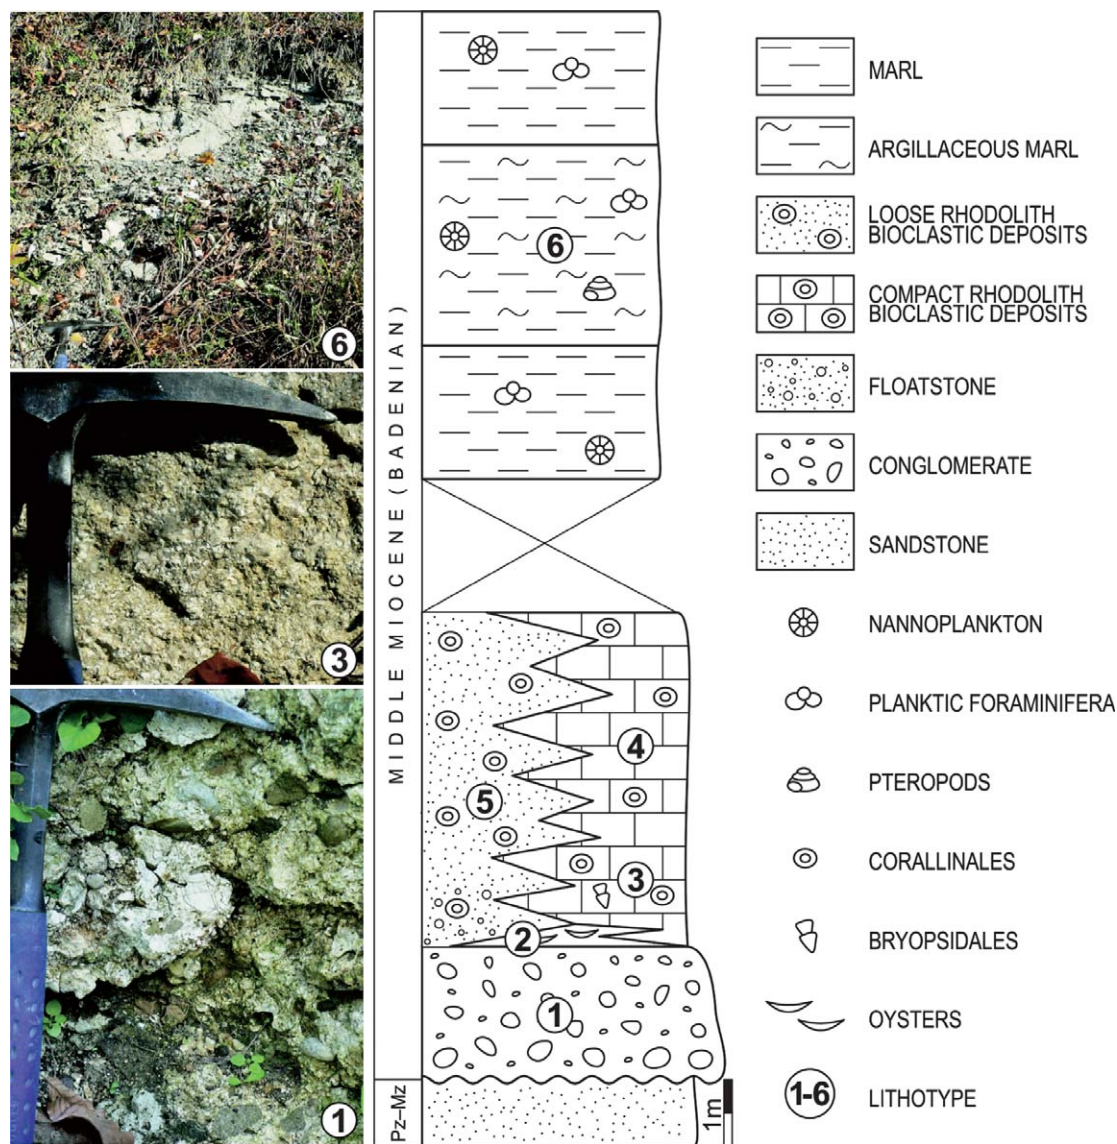 6
3
1
MIDDLE MIOCENE (BADENIAN)
Pz–Mz
6
5
4
3
2
1
1m
MARL
ARGILLACEOUS MARL
LOOSE RHODOLITH
BIOCLASTIC DEPOSITS
COMPACT RHODOLITH
BIOCLASTIC DEPOSITS
FLOATSTONE
CONGLOMERATE
SANDSTONE
NANNOPLANKTON
PLANKTIC FORAMINIFERA
PTEROPODS
CORALLINALES
BRYOPSIDALES
OYSTERS
1-6 LITHOTYPE